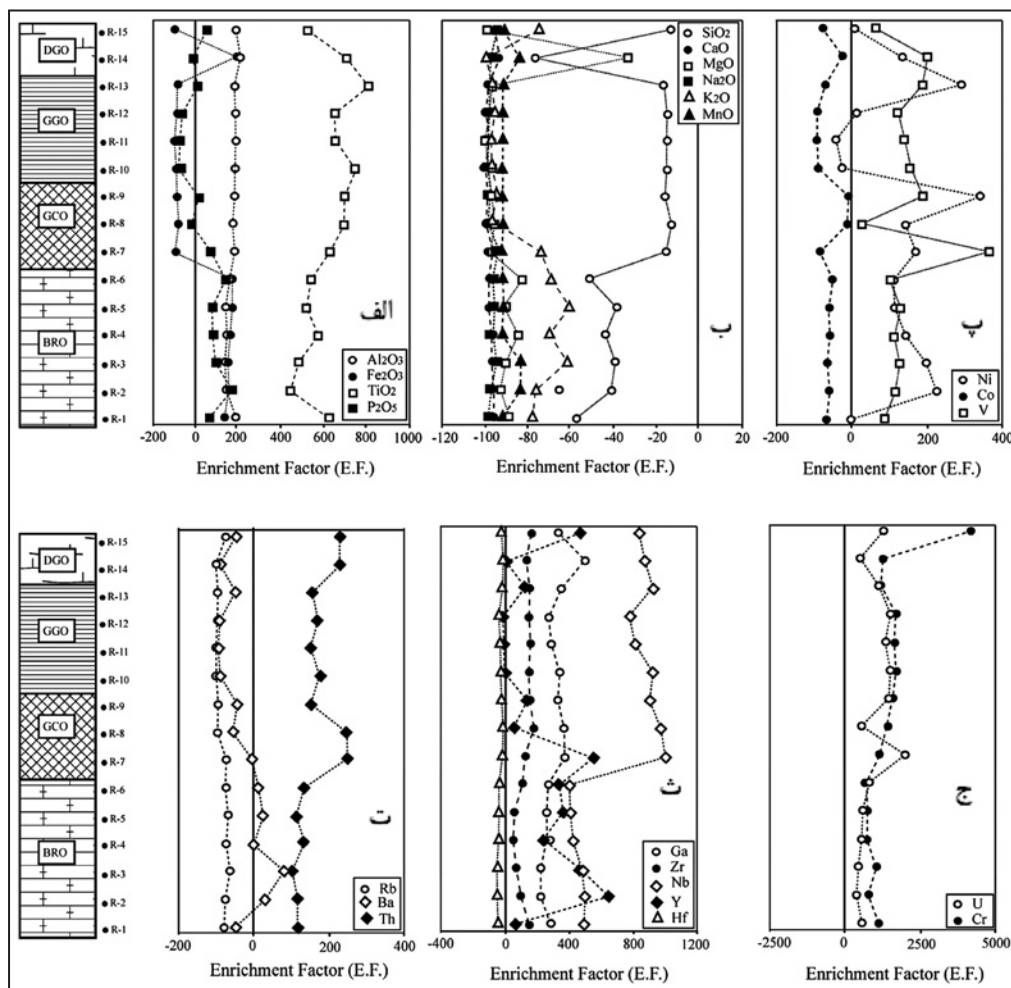 DGO
GGO
GCO
BRO
R-15
R-14
R-13
R-12
R-11
R-10
R-9
R-8
R-7
R-6
R-5
R-4
R-3
R-2
R-1
الف
Al₂O₃
Fe₂O₃
TiO₂
P₂O₅
-200 0 200 400 600 800 1000
Enrichment Factor (E.F.)
SiO₂
CaO
MgO
Na₂O
K₂O
MnO
ب
-120 -100 -80 -60 -40 -20 0
Enrichment Factor (E.F.)
پ
Ni
Co
V
-200 0 200 400
Enrichment Factor (E.F.)
DGO
GGO
GCO
BRO
R-15
R-14
R-13
R-12
R-11
R-10
R-9
R-8
R-7
R-6
R-5
R-4
R-3
R-2
R-1
ت
Rb
Ba
Th
-200 0 200 400
Enrichment Factor (E.F.)
ث
Ga
Zr
Nb
Y
Hf
-400 0 400 800 1200
Enrichment Factor (E.F.)
ج
U
Cr
-2500 0 2500 5000
Enrichment Factor (E.F.)